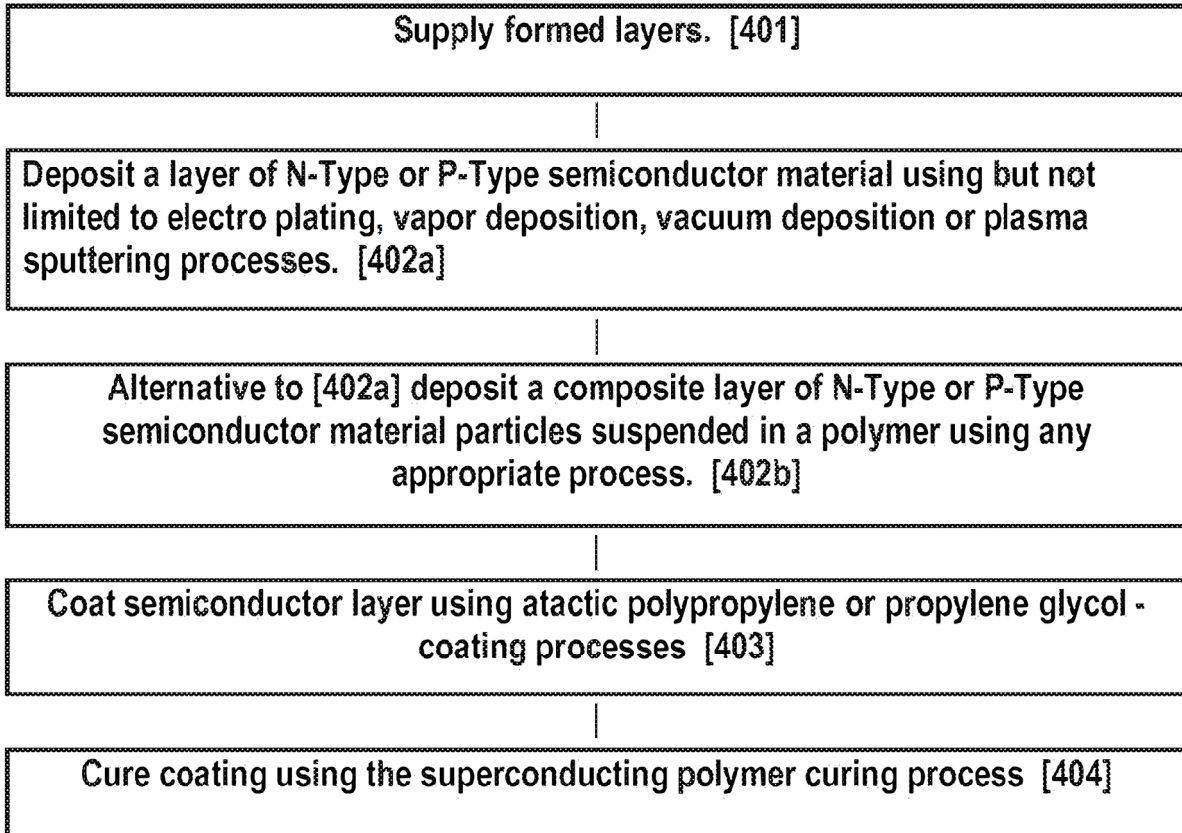 Supply formed layers. [401]
Deposit a layer of N-Type or P-Type semiconductor material using but not
limited to electro plating, vapor deposition, vacuum deposition or plasma
sputtering processes. [402a]
Alternative to [402a] deposit a composite layer of N-Type or P-Type
semiconductor material particles suspended in a polymer using any
appropriate process. [402b]
Coat semiconductor layer using atactic polypropylene or propylene glycol -
coating processes [403]
Cure coating using the superconducting polymer curing process [404]